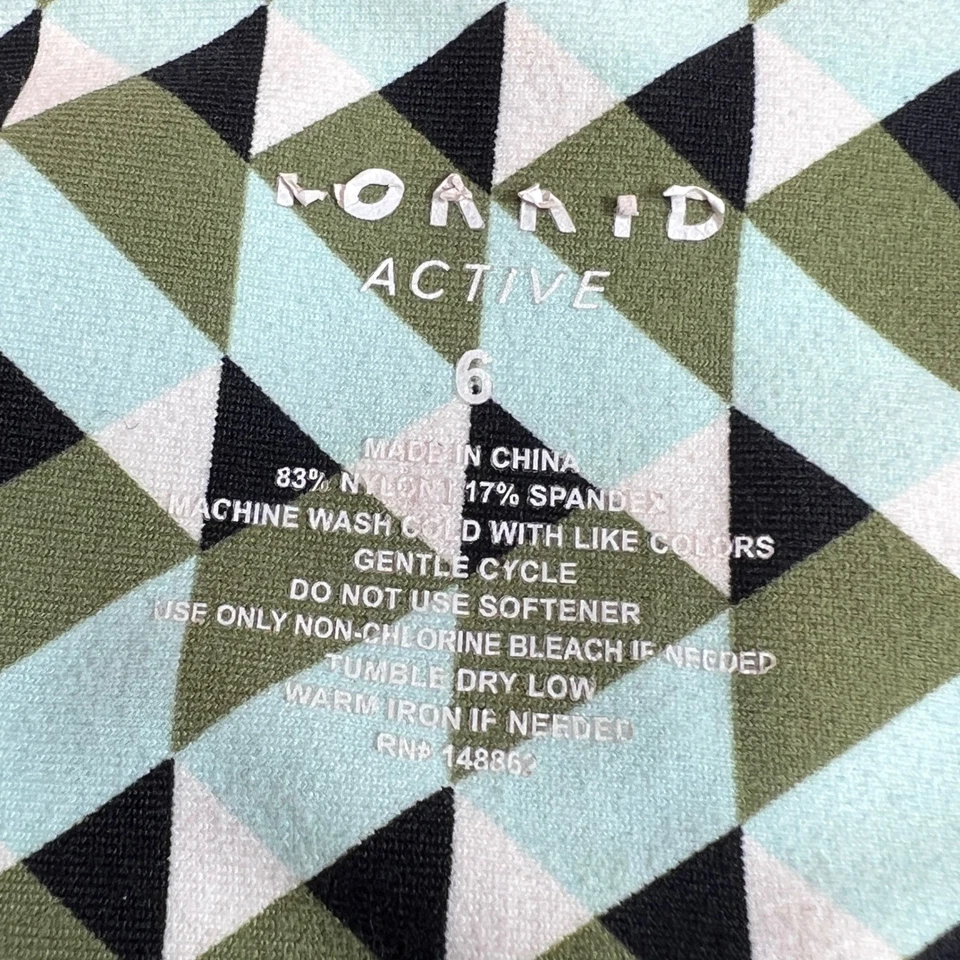 TORRID
ACTIVE
6
MADE IN CHINA
83% NYLON 17% SPANDEX
MACHINE WASH COLD WITH LIKE COLORS
GENTLE CYCLE
DO NOT USE SOFTENER
USE ONLY NON-CHLORINE BLEACH IF NEEDED
TUMBLE DRY LOW
WARM IRON IF NEEDED
RN# 148862